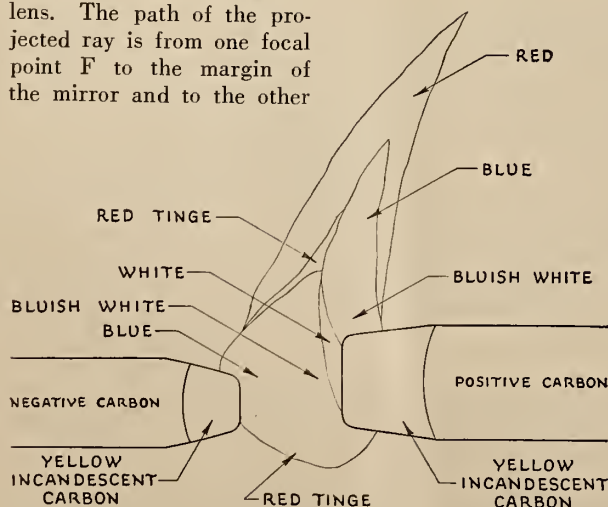 lens. The path of the pro-
jected ray is from one focal
point F to the margin of
the mirror and to the other
RED
BLUE
RED TINGE
WHITE
BLUISH WHITE
BLUISH WHITE
BLUE
NEGATIVE CARBON
POSITIVE CARBON
YELLOW
INCANDESCENT
CARBON
RED TINGE
YELLOW
INCANDESCENT
CARBON